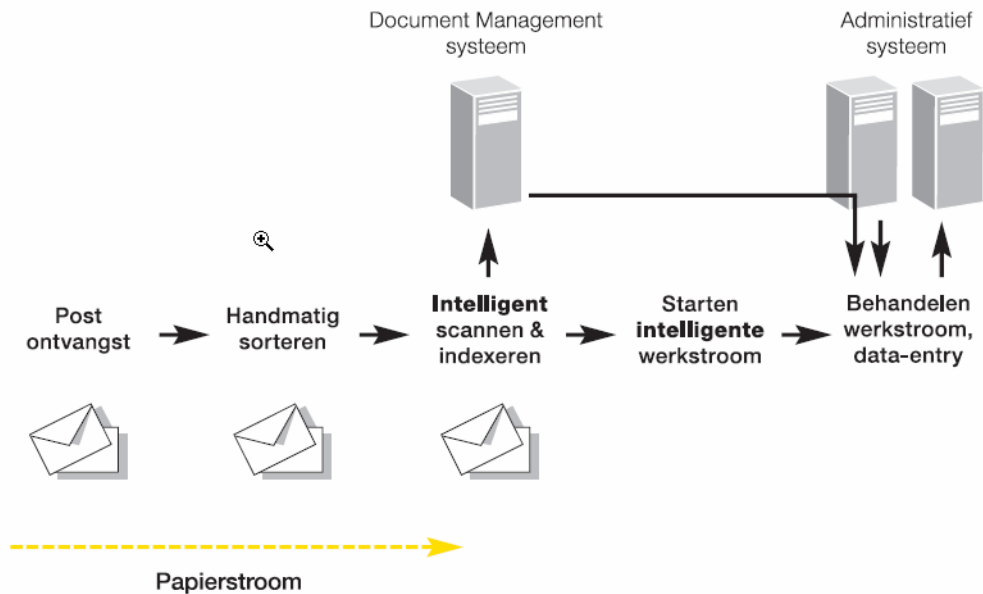 Document Management
systeem
Administratief
systeem
Post
ontvangst
Handmatig
sorteren
Intelligent
scannen &
indexeren
Starten
intelligente
werkstroom
Behandelen
werkstroom,
data-entry
Papierstroom